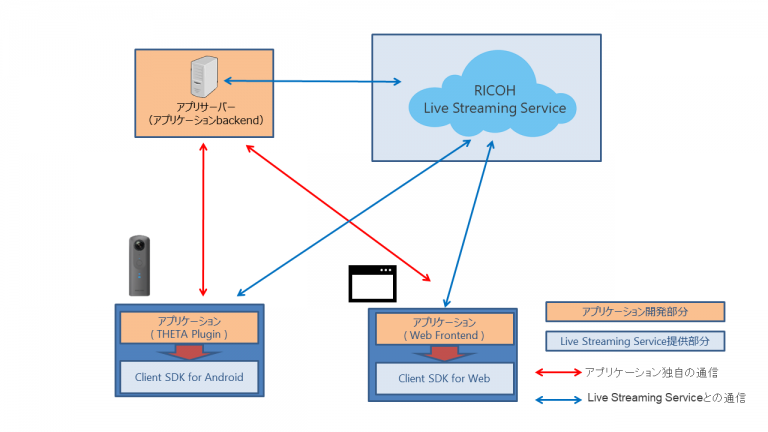 アプリサーバー
（アプリケーションbackend）
RICOH
Live Streaming Service
アプリケーション
( THETA Plugin )
Client SDK for Android
アプリケーション
( Web Frontend )
Client SDK for Web
アプリケーション開発部分
Live Streaming Service提供部分
アプリケーション独自の通信
Live Streaming Serviceとの通信